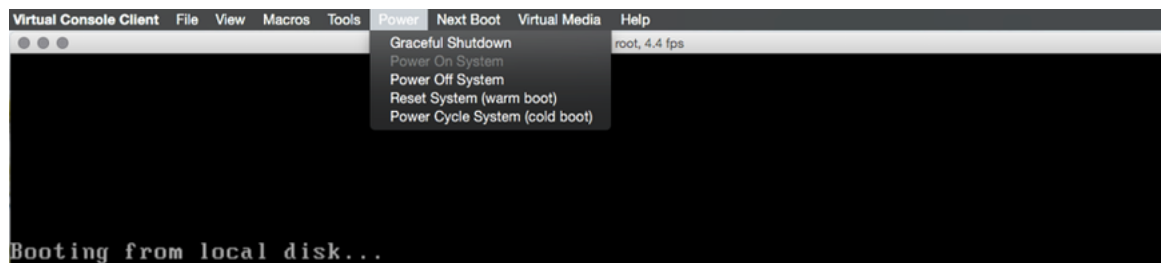 Virtual Console Client File View Macros Tools Power Next Boot Virtual Media Help
root, 4.4 fps
Graceful Shutdown
Power On System
Power Off System
Reset System (warm boot)
Power Cycle System (cold boot)
Booting from local disk...